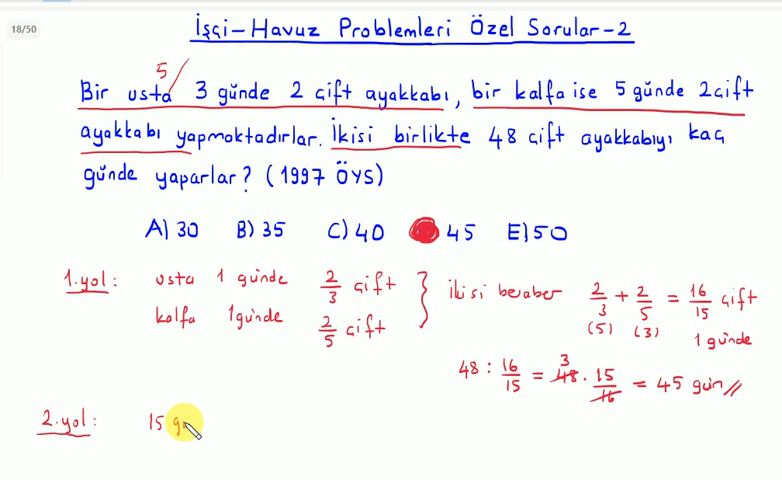 18/50
İşçi-Havuz Problemleri Özel Sorular-2
5
Bir usta 3 günde 2 çift ayakkabı, bir kalfa ise 5 günde 2 çift
ayakkabı yapmaktadırlar. İkisi birlikte 48 çift ayakkabıyı kaç
günde yaparlar? (1997 ÖYS)
A) 30 B) 35 C) 40 45 E) 50
1.yol: usta 1 günde 2/3 çift } ikisi beraber 2/3 + 2/5 = 16/15 çift
(5) (3)
kalfa 1 günde 2/5 çift 1 günde
48 : 16/15 = 48 . 15/16 = 45 gün //
3
2.yol: 15